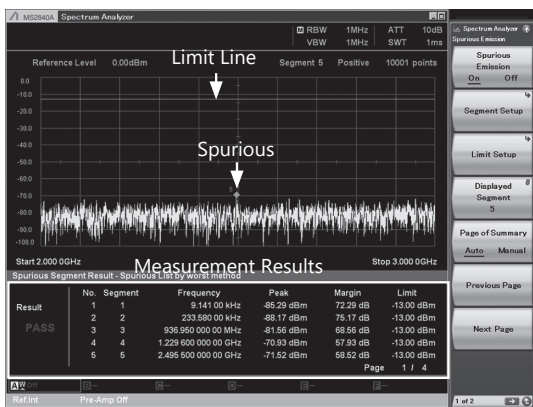 MS2840A Spectrum Analyzer
M RBW 1MHz ATT 10dB
VBW 1MHz SWT 1ms
Reference Level 0.00dBm Segment 5 Positive 10001 points
Limit Line
0.0
-10.0
-20.0
-30.0
-40.0
-50.0
Spurious
-60.0
-70.0
-80.0
-90.0
-100.0
Start 2.000 0GHz Stop 3.000 0GHz
Measurement Results
Spurious Segment Result - Spurious List by worst method
No. Segment Frequency Peak Margin Limit
Result 1 1 9.141 00 kHz -85.29 dBm 72.29 dB -13.00 dBm
2 2 233.580 00 kHz -88.17 dBm 75.17 dB -13.00 dBm
PASS 3 3 936.950 000 00 MHz -81.56 dBm 68.56 dB -13.00 dBm
4 4 1.229 600 000 00 GHz -70.93 dBm 57.93 dB -13.00 dBm
5 5 2.495 500 000 00 GHz -71.52 dBm 58.52 dB -13.00 dBm
Page 1 / 4
Off
Ref.Int Pre-Amp Off
Spectrum Analyzer
Spurious Emission
Spurious
Emission
On Off
Segment Setup
Limit Setup
Displayed
Segment
5
Page of Summary
Auto Manual
Previous Page
Next Page
1 of 2